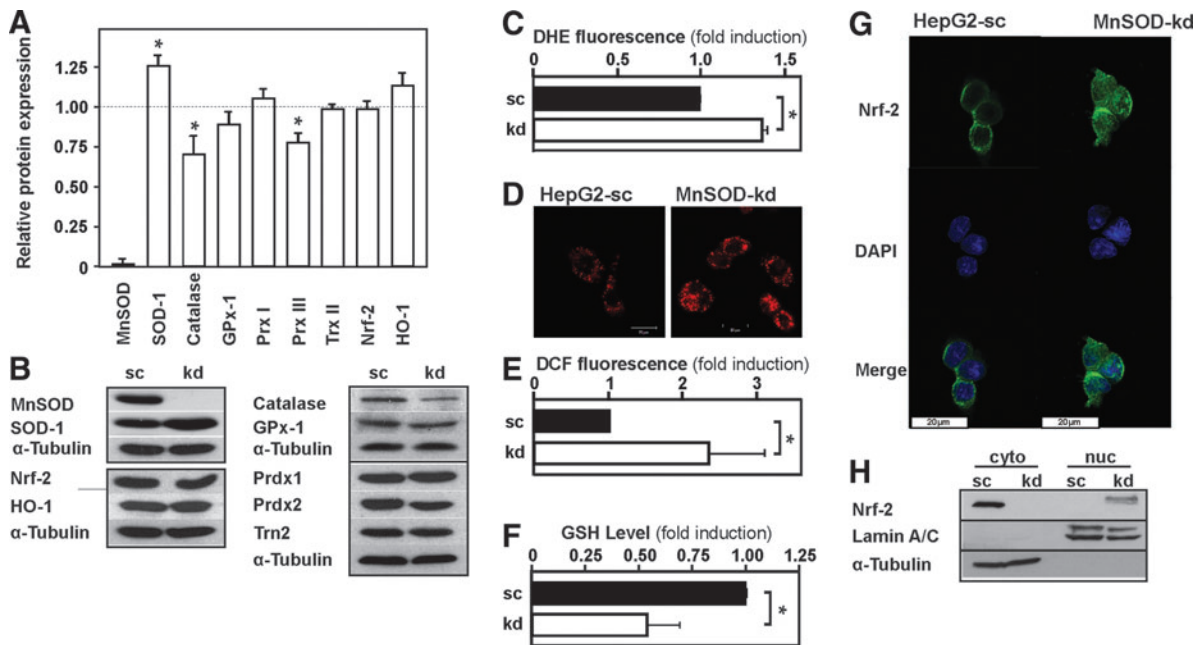 A
Relative protein expression
1.25
1.00
0.75
0.50
0.25
0
*
*
*
MnSOD
SOD-1
Catalase
GPx-1
Prx I
Prx III
Trx II
Nrf-2
HO-1
B
sc kd
MnSOD
SOD-1
α-Tubulin
Nrf-2
HO-1
α-Tubulin
sc kd
Catalase
GPx-1
α-Tubulin
Prdx1
Prdx2
Trn2
α-Tubulin
C
DHE fluorescence (fold induction)
0 0.5 1.0 1.5
sc
kd
*
D
HepG2-sc MnSOD-kd
E
DCF fluorescence (fold induction)
0 1 2 3
sc
kd
*
F
GSH Level (fold induction)
0 0.25 0.50 0.75 1.00 1.25
sc
kd
*
G
HepG2-sc MnSOD-kd
Nrf-2
DAPI
Merge
20µm 20µm
H
cyto nuc
sc kd sc kd
Nrf-2
Lamin A/C
α-Tubulin